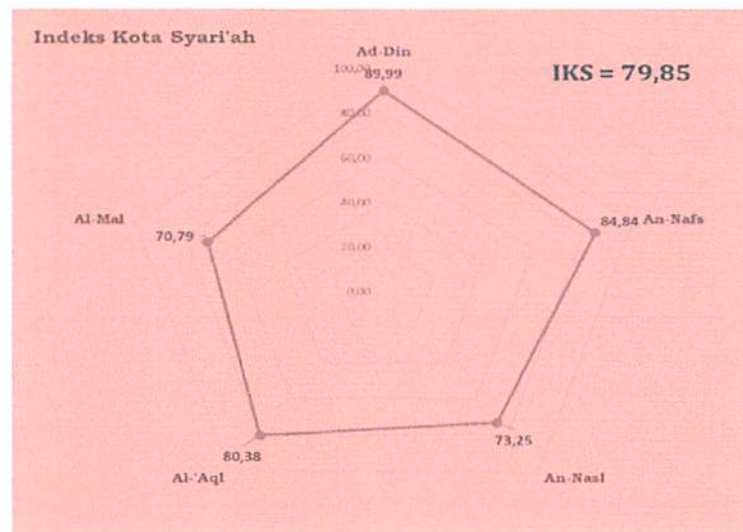 Indeks Kota Syari'ah
Ad-Din
100,00
89,99
IKS = 79,85
80,00
60,00
40,00
20,00
0,00
Al-Mal
70,79
84,84 An-Nafs
73,25
80,38
Al-'Aql
An-Nasl